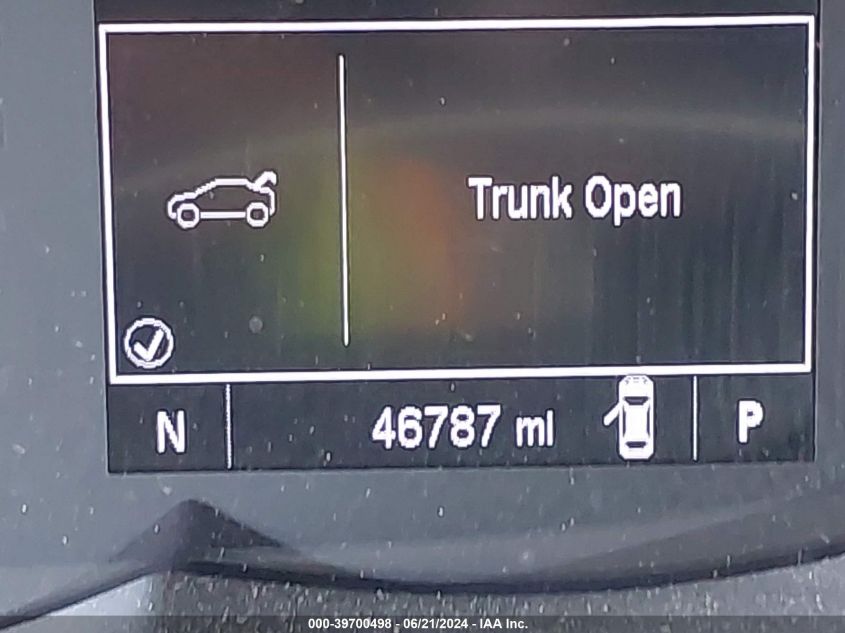 Trunk Open
N 46787 mi P
000-39700498 - 06/21/2024 - IAA Inc.